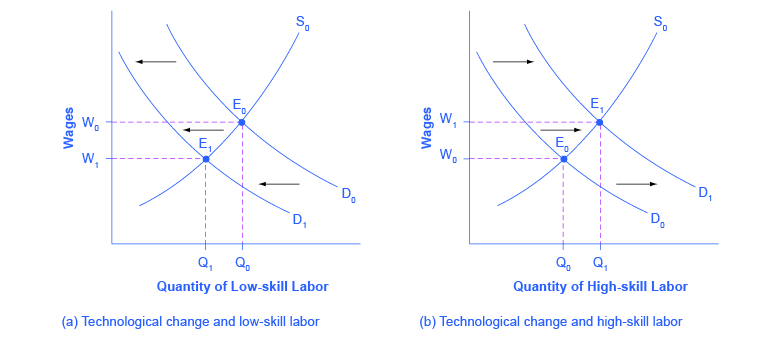 S₀
Wages
W₀
W₁
E₀
E₁
D₀
D₁
Q₁ Q₀
Quantity of Low-skill Labor
(a) Technological change and low-skill labor
S₀
Wages
W₁
W₀
E₁
E₀
D₁
D₀
Q₀ Q₁
Quantity of High-skill Labor
(b) Technological change and high-skill labor